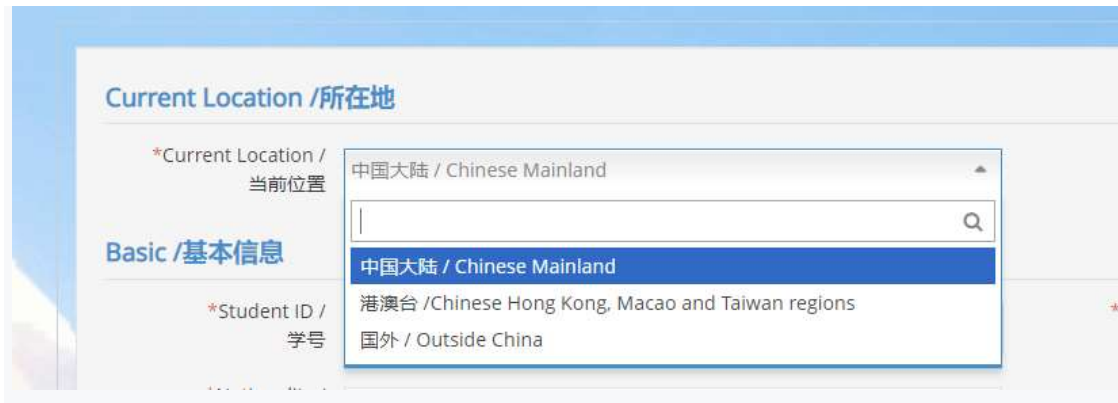 Current Location /所在地
*Current Location /
当前位置
中国大陆 / Chinese Mainland
中国大陆 / Chinese Mainland
港澳台 /Chinese Hong Kong, Macao and Taiwan regions
国外 / Outside China
Basic /基本信息
*Student ID /
学号
*